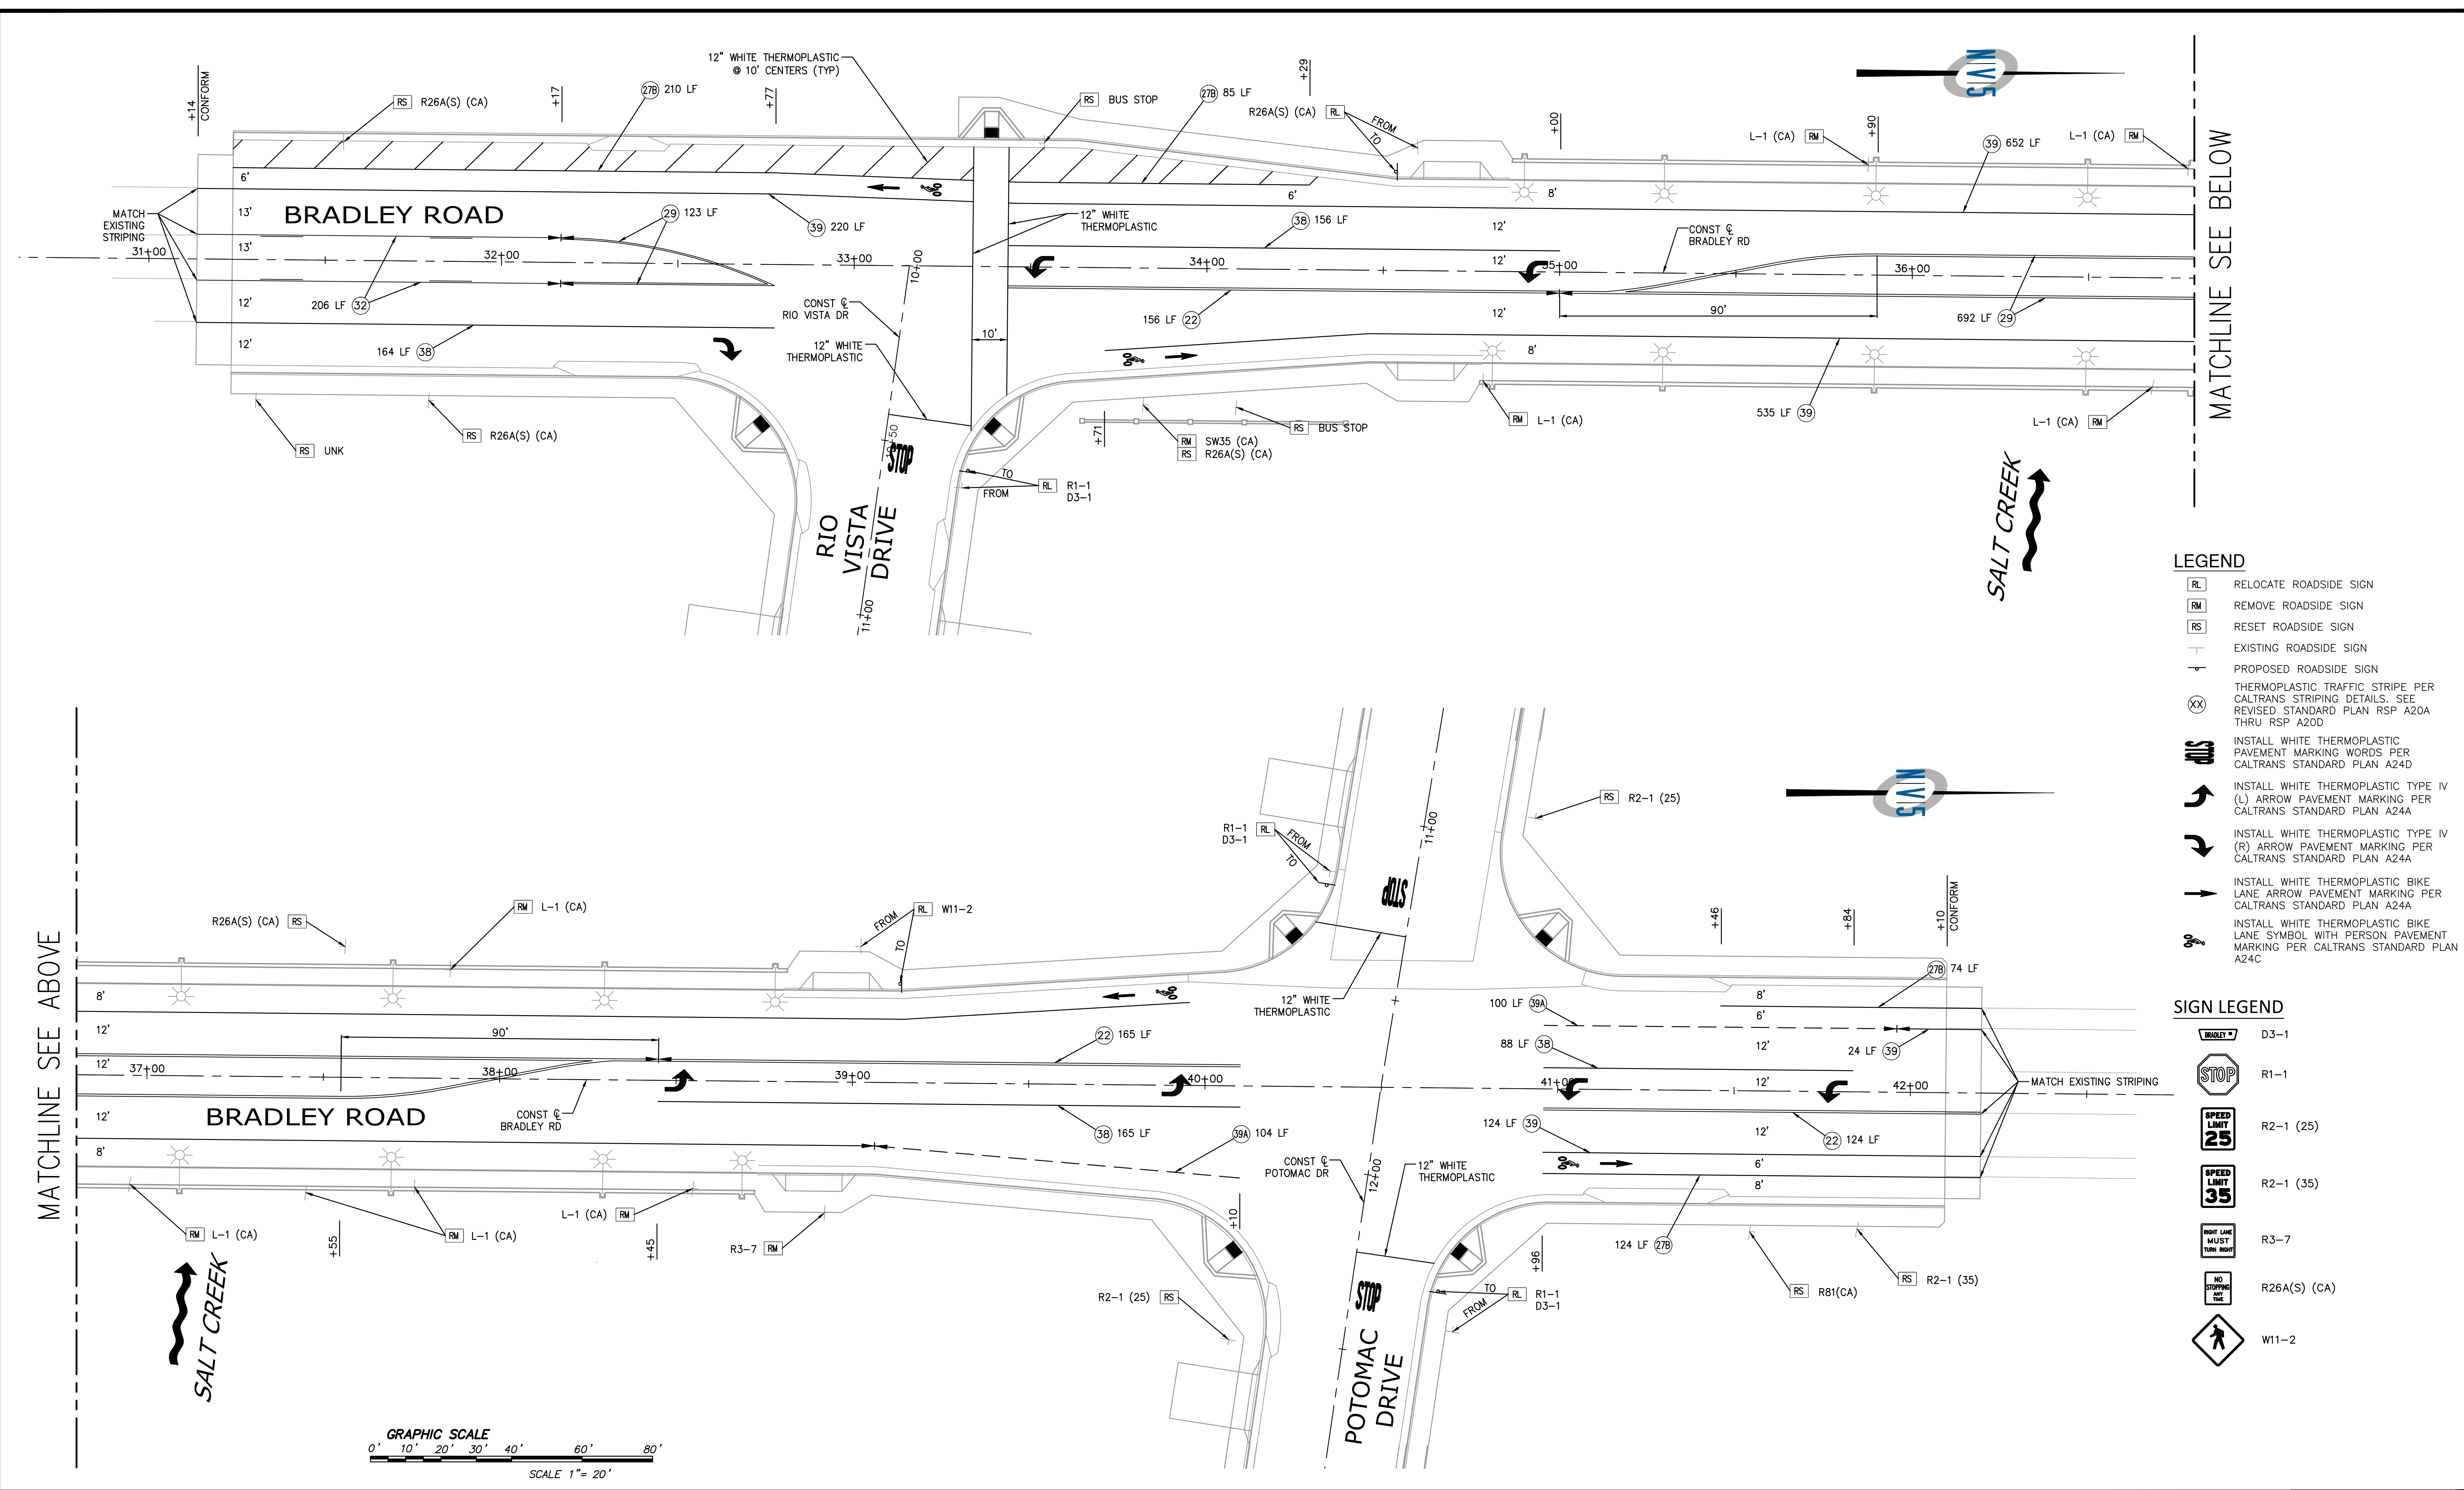 +14
CONFORM
RS R26A(S) (CA)
+17
27B 210 LF
+77
12" WHITE THERMOPLASTIC
@ 10' CENTERS (TYP)
RS BUS STOP
27B 85 LF
+29
R26A(S) (CA) RL
FROM
TO
+00
L-1 (CA) RM
+90
39 652 LF
L-1 (CA) RM
NV5
MATCHLINE SEE BELOW
6'
13'
BRADLEY ROAD
MATCH
EXISTING
STRIPING
13'
29 123 LF
39 220 LF
12" WHITE
THERMOPLASTIC
6'
38 156 LF
8'
12'
CONST ℄
BRADLEY RD
31+00
32+00
33+00
10+00
34+00
12'
35+00
36+00
12'
206 LF 32
CONST ℄
RIO VISTA DR
156 LF 22
12'
90'
692 LF 29
12'
164 LF 38
12" WHITE
THERMOPLASTIC
10'
8'
535 LF 39
RS UNK
RS R26A(S) (CA)
10+50
STOP
+71
RM SW35 (CA)
RS R26A(S) (CA)
RS BUS STOP
RM L-1 (CA)
L-1 (CA) RM
TO
FROM
RL R1-1
D3-1
RIO
VISTA
DRIVE
11+00
SALT CREEK
LEGEND
RL RELOCATE ROADSIDE SIGN
RM REMOVE ROADSIDE SIGN
RS RESET ROADSIDE SIGN
EXISTING ROADSIDE SIGN
PROPOSED ROADSIDE SIGN
XX THERMOPLASTIC TRAFFIC STRIPE PER
CALTRANS STRIPING DETAILS. SEE
REVISED STANDARD PLAN RSP A20A
THRU RSP A20D
STOP INSTALL WHITE THERMOPLASTIC
PAVEMENT MARKING WORDS PER
CALTRANS STANDARD PLAN A24D
INSTALL WHITE THERMOPLASTIC TYPE IV
(L) ARROW PAVEMENT MARKING PER
CALTRANS STANDARD PLAN A24A
INSTALL WHITE THERMOPLASTIC TYPE IV
(R) ARROW PAVEMENT MARKING PER
CALTRANS STANDARD PLAN A24A
INSTALL WHITE THERMOPLASTIC BIKE
LANE ARROW PAVEMENT MARKING PER
CALTRANS STANDARD PLAN A24A
INSTALL WHITE THERMOPLASTIC BIKE
LANE SYMBOL WITH PERSON PAVEMENT
MARKING PER CALTRANS STANDARD PLAN
A24C
SIGN LEGEND
BRADLEY D3-1
STOP R1-1
SPEED
LIMIT
25
R2-1 (25)
SPEED
LIMIT
35
R2-1 (35)
RIGHT LANE
MUST
TURN RIGHT
R3-7
NO
STOPPING
ANY
TIME
R26A(S) (CA)
W11-2
MATCHLINE SEE ABOVE
R26A(S) (CA) RS
RM L-1 (CA)
FROM
TO
RL W11-2
R1-1
D3-1
RL
FROM
TO
STOP
11+00
RS R2-1 (25)
NV5
+46
+84
+10
CONFORM
27B 74 LF
8'
12'
90'
22 165 LF
12" WHITE
THERMOPLASTIC
100 LF 39A
88 LF 38
8'
6'
12'
24 LF 39
12'
37+00
38+00
39+00
40+00
41+00
12'
42+00
MATCH EXISTING STRIPING
12'
BRADLEY ROAD
CONST ℄
BRADLEY RD
38 165 LF
39A 104 LF
124 LF 39
12'
22 124 LF
8'
CONST ℄
POTOMAC DR
12+00
12" WHITE
THERMOPLASTIC
6'
8'
RM L-1 (CA)
+55
RM L-1 (CA)
L-1 (CA) RM
+45
R3-7 RM
+10
+96
124 LF 27B
RS R81(CA)
RS R2-1 (35)
R2-1 (25) RS
STOP
TO
FROM
RL R1-1
D3-1
SALT CREEK
POTOMAC
DRIVE
GRAPHIC SCALE
0' 10' 20' 30' 40' 60' 80'
SCALE 1"= 20'